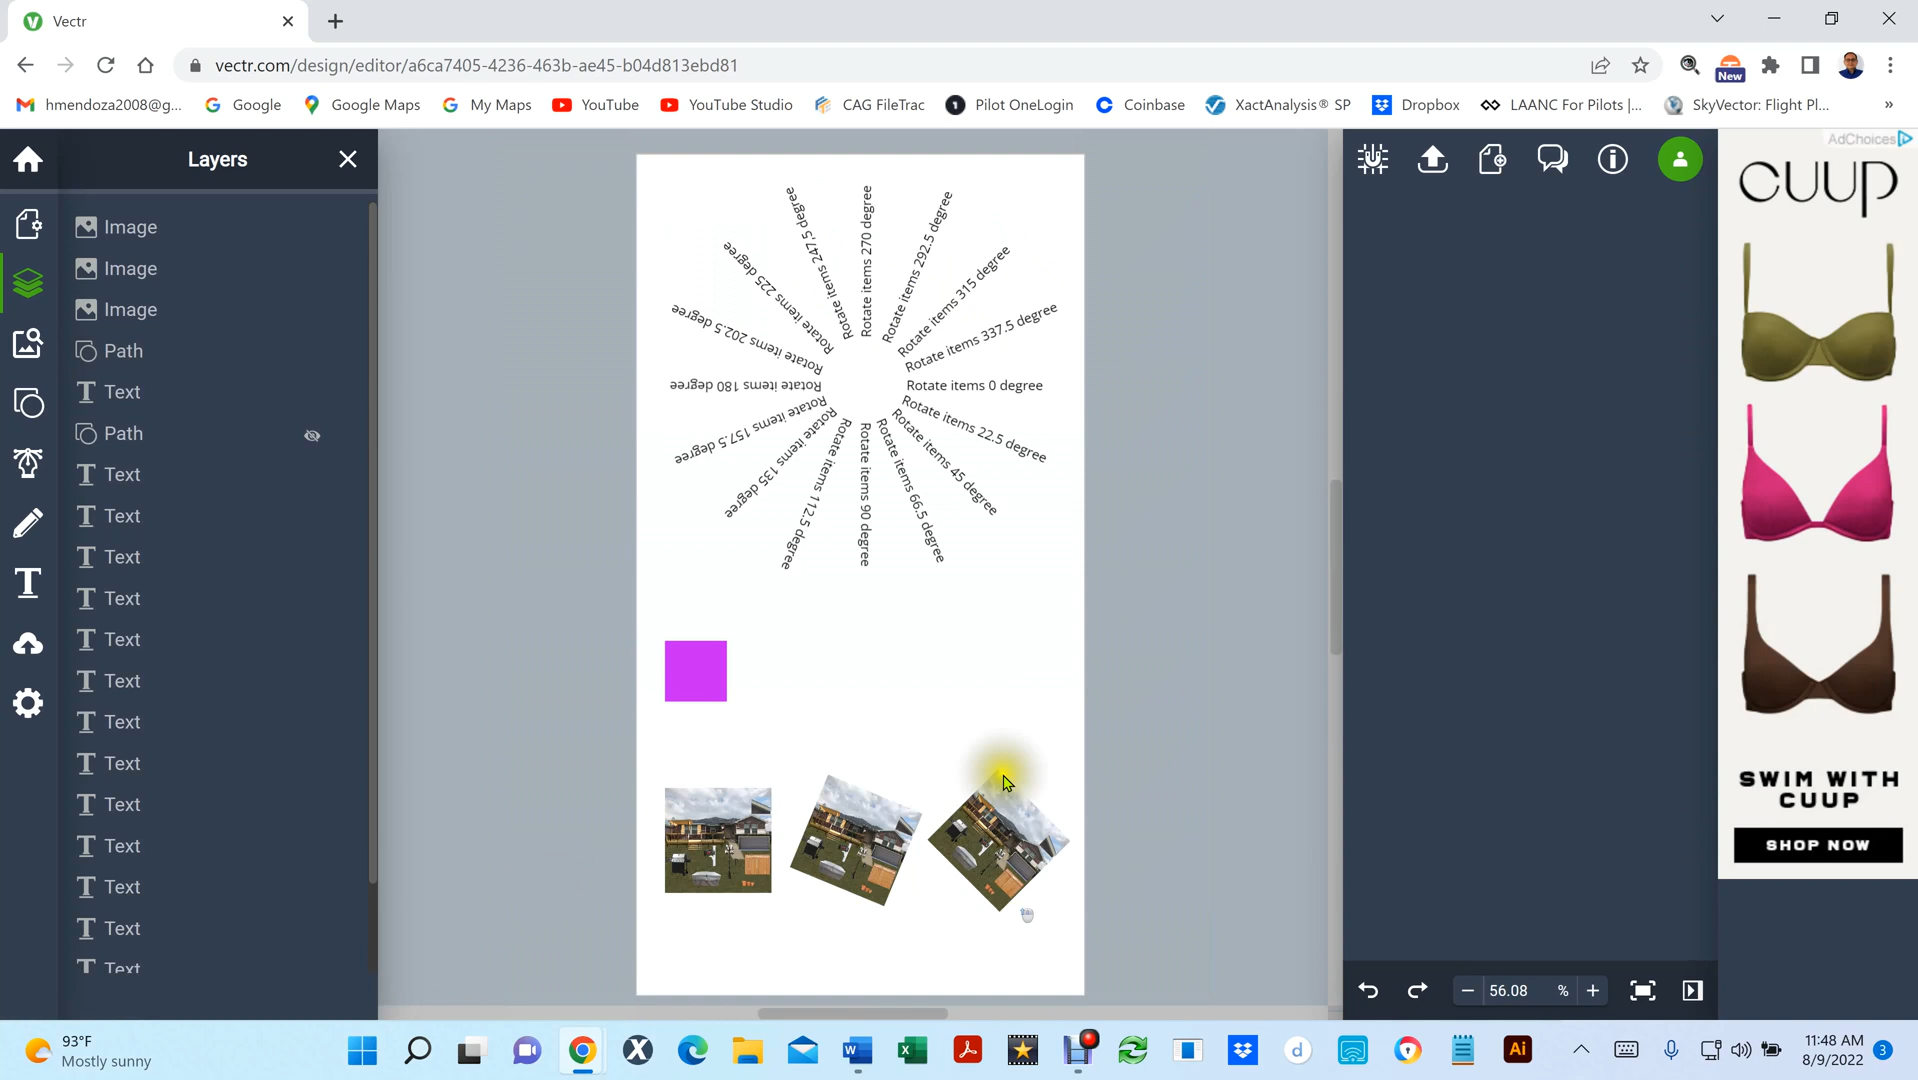 Vectr
vectr.com/design/editor/a6ca7405-4236-463b-ae45-b04d813ebd81
New
hmendoza2008@g...
Google
Google Maps
My Maps
YouTube
YouTube Studio
CAG FileTrac
Pilot OneLogin
Coinbase
XactAnalysis® SP
Dropbox
LAANC For Pilots |...
SkyVector: Flight Pl...
»
Layers
Image
Image
Image
Path
Text
Path
Text
Text
Text
Text
Text
Text
Text
Text
Text
Text
Text
Text
Text
Rotate items 247,5 degree
Rotate items 270 degree
Rotate items 292.5 degree
Rotate items 225 degree
Rotate items 315 degree
Rotate items 202.5 degree
Rotate items 337.5 degree
Rotate items 180 degree
Rotate items 0 degree
Rotate items 157.5 degree
Rotate items 22.5 degree
Rotate items 135 degree
Rotate items 45 degree
Rotate items 112.5 degree
Rotate items 90 degree
Rotate items 66.5 degree
AdChoices
CUUP
SWIM WITH
CUUP
SHOP NOW
56.08 %
93°F
Mostly sunny
Ai
11:48 AM
8/9/2022
3